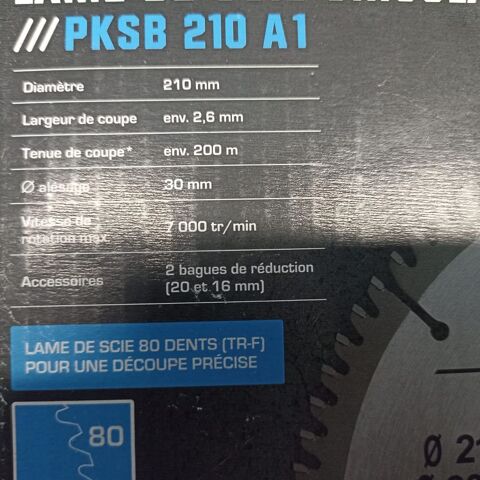 /// PKSB 210 A1
Diamètre 210 mm
Largeur de coupe env. 2,6 mm
Tenue de coupe* env. 200 m
Ø alésage 30 mm
Vitesse de
rotation max. 7 000 tr/min
Accessoires 2 bagues de réduction
(20 et 16 mm)
LAME DE SCIE 80 DENTS (TR-F)
POUR UNE DÉCOUPE PRÉCISE
80
Ø 21